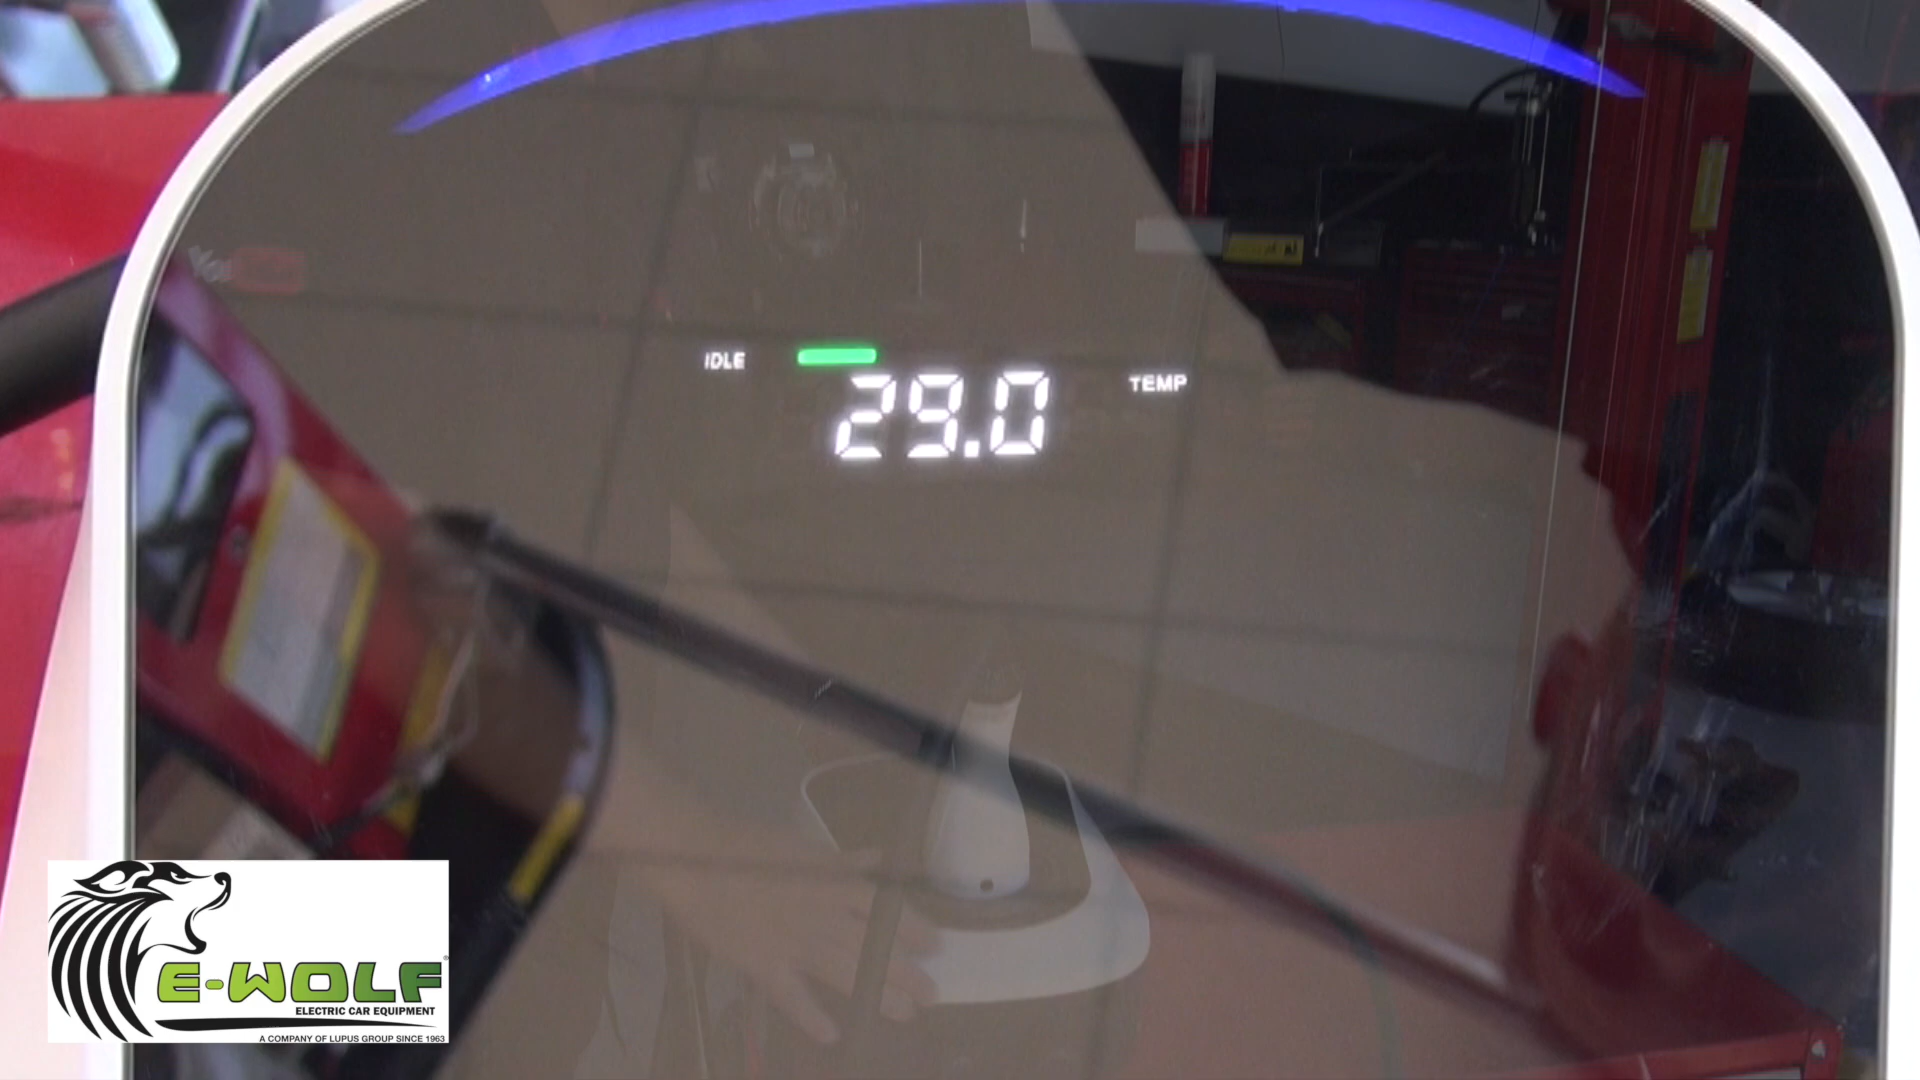 IDLE
29.0
TEMP
E-WOLF
ELECTRIC CAR EQUIPMENT
A COMPANY OF LUPUS GROUP SINCE 1963